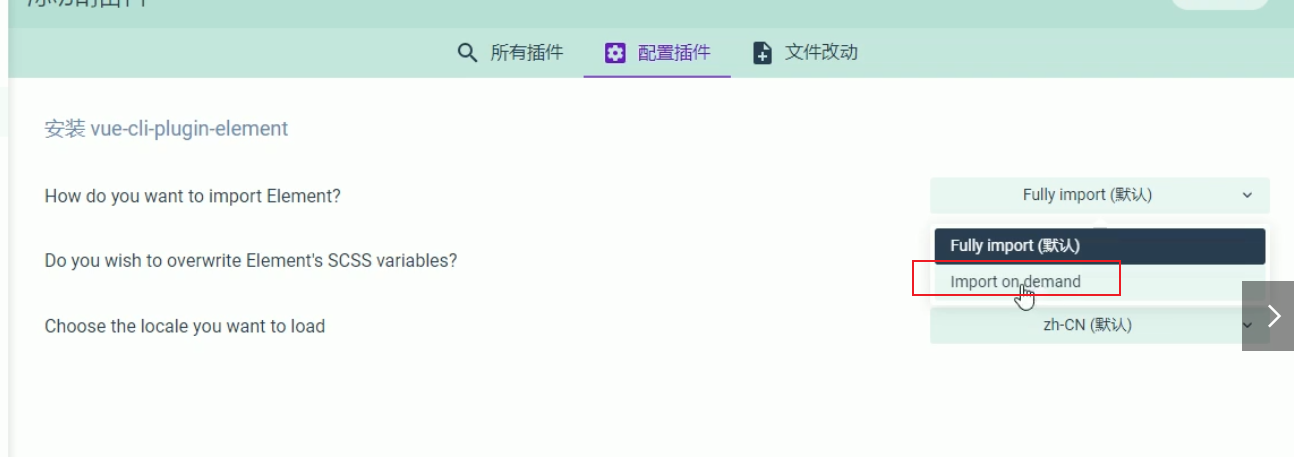 所有插件
配置插件
文件改动
安装 vue-cli-plugin-element
How do you want to import Element?
Fully import (默认)
Fully import (默认)
Do you wish to overwrite Element's SCSS variables?
Import on demand
Choose the locale you want to load
zh-CN (默认)